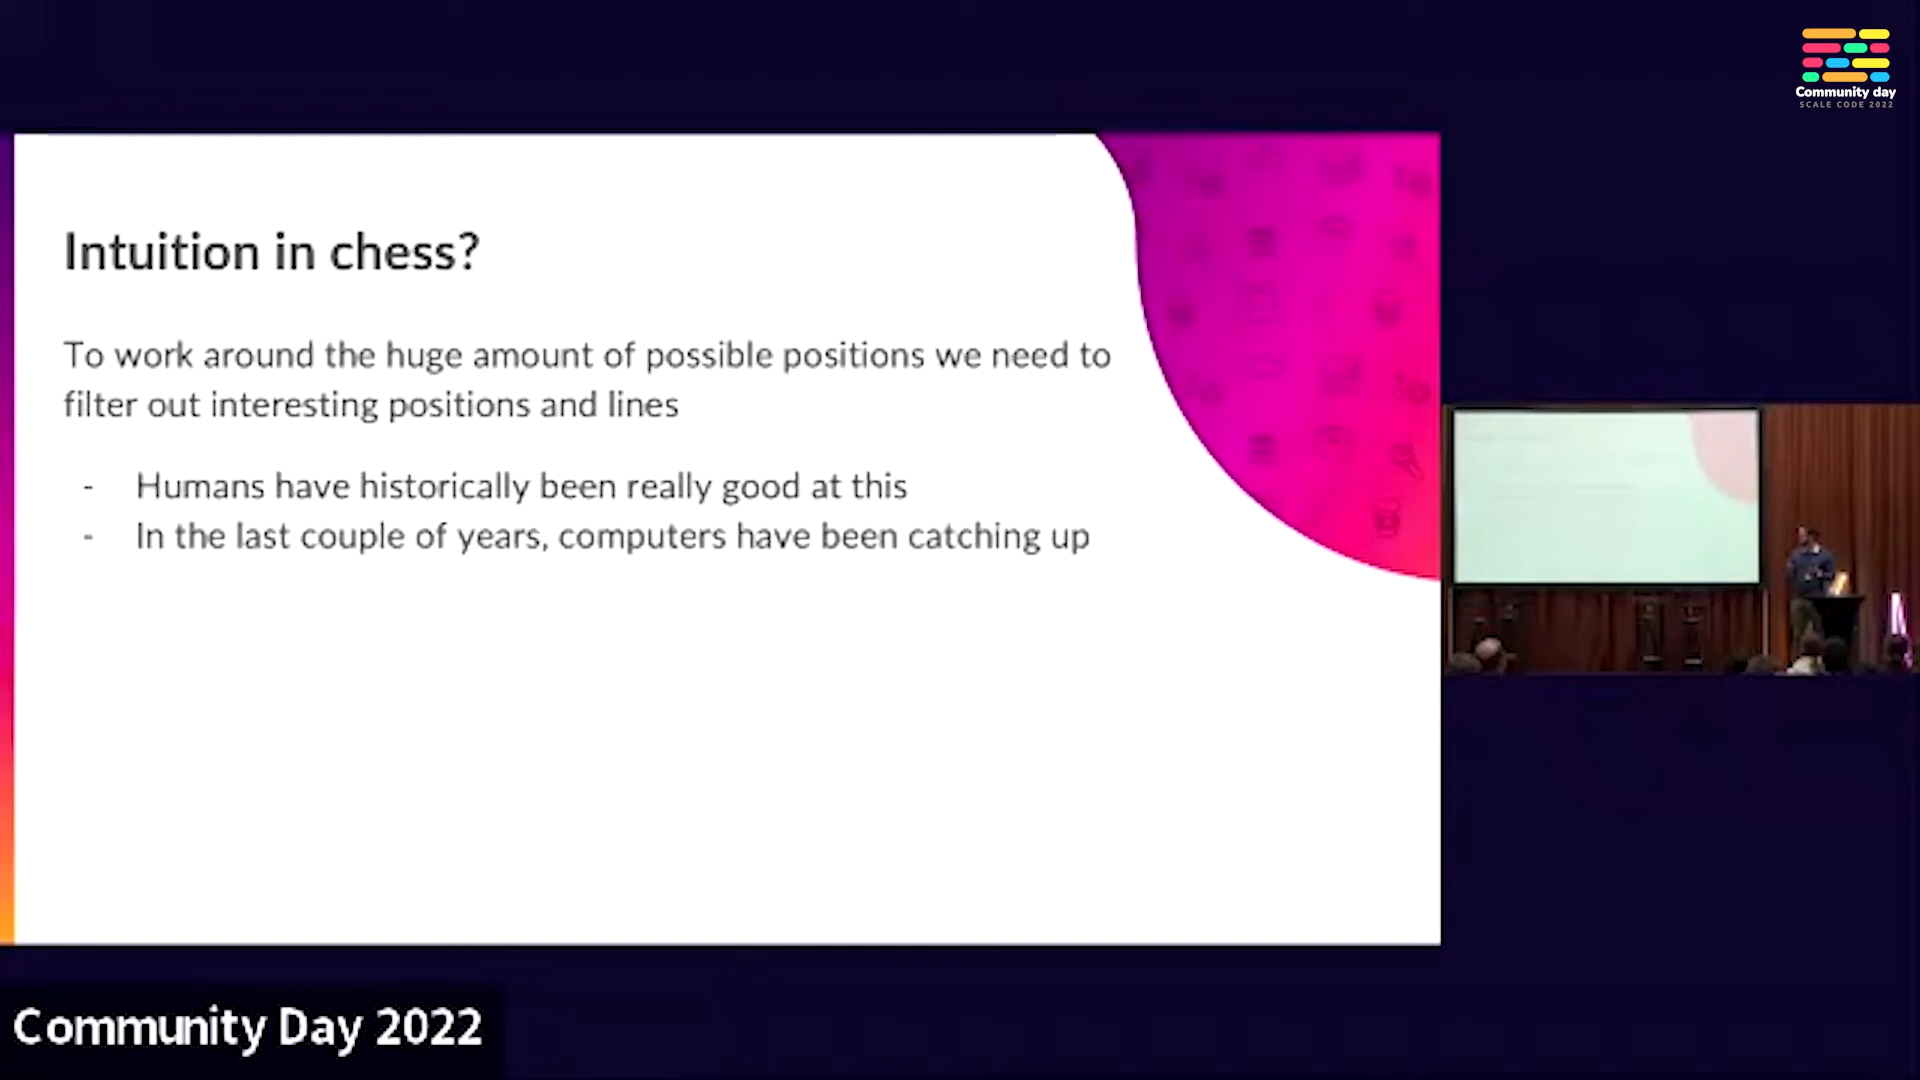 Community day
SCALE CODE 2022
Intuition in chess?
To work around the huge amount of possible positions we need to
filter out interesting positions and lines
- Humans have historically been really good at this
- In the last couple of years, computers have been catching up
Community Day 2022